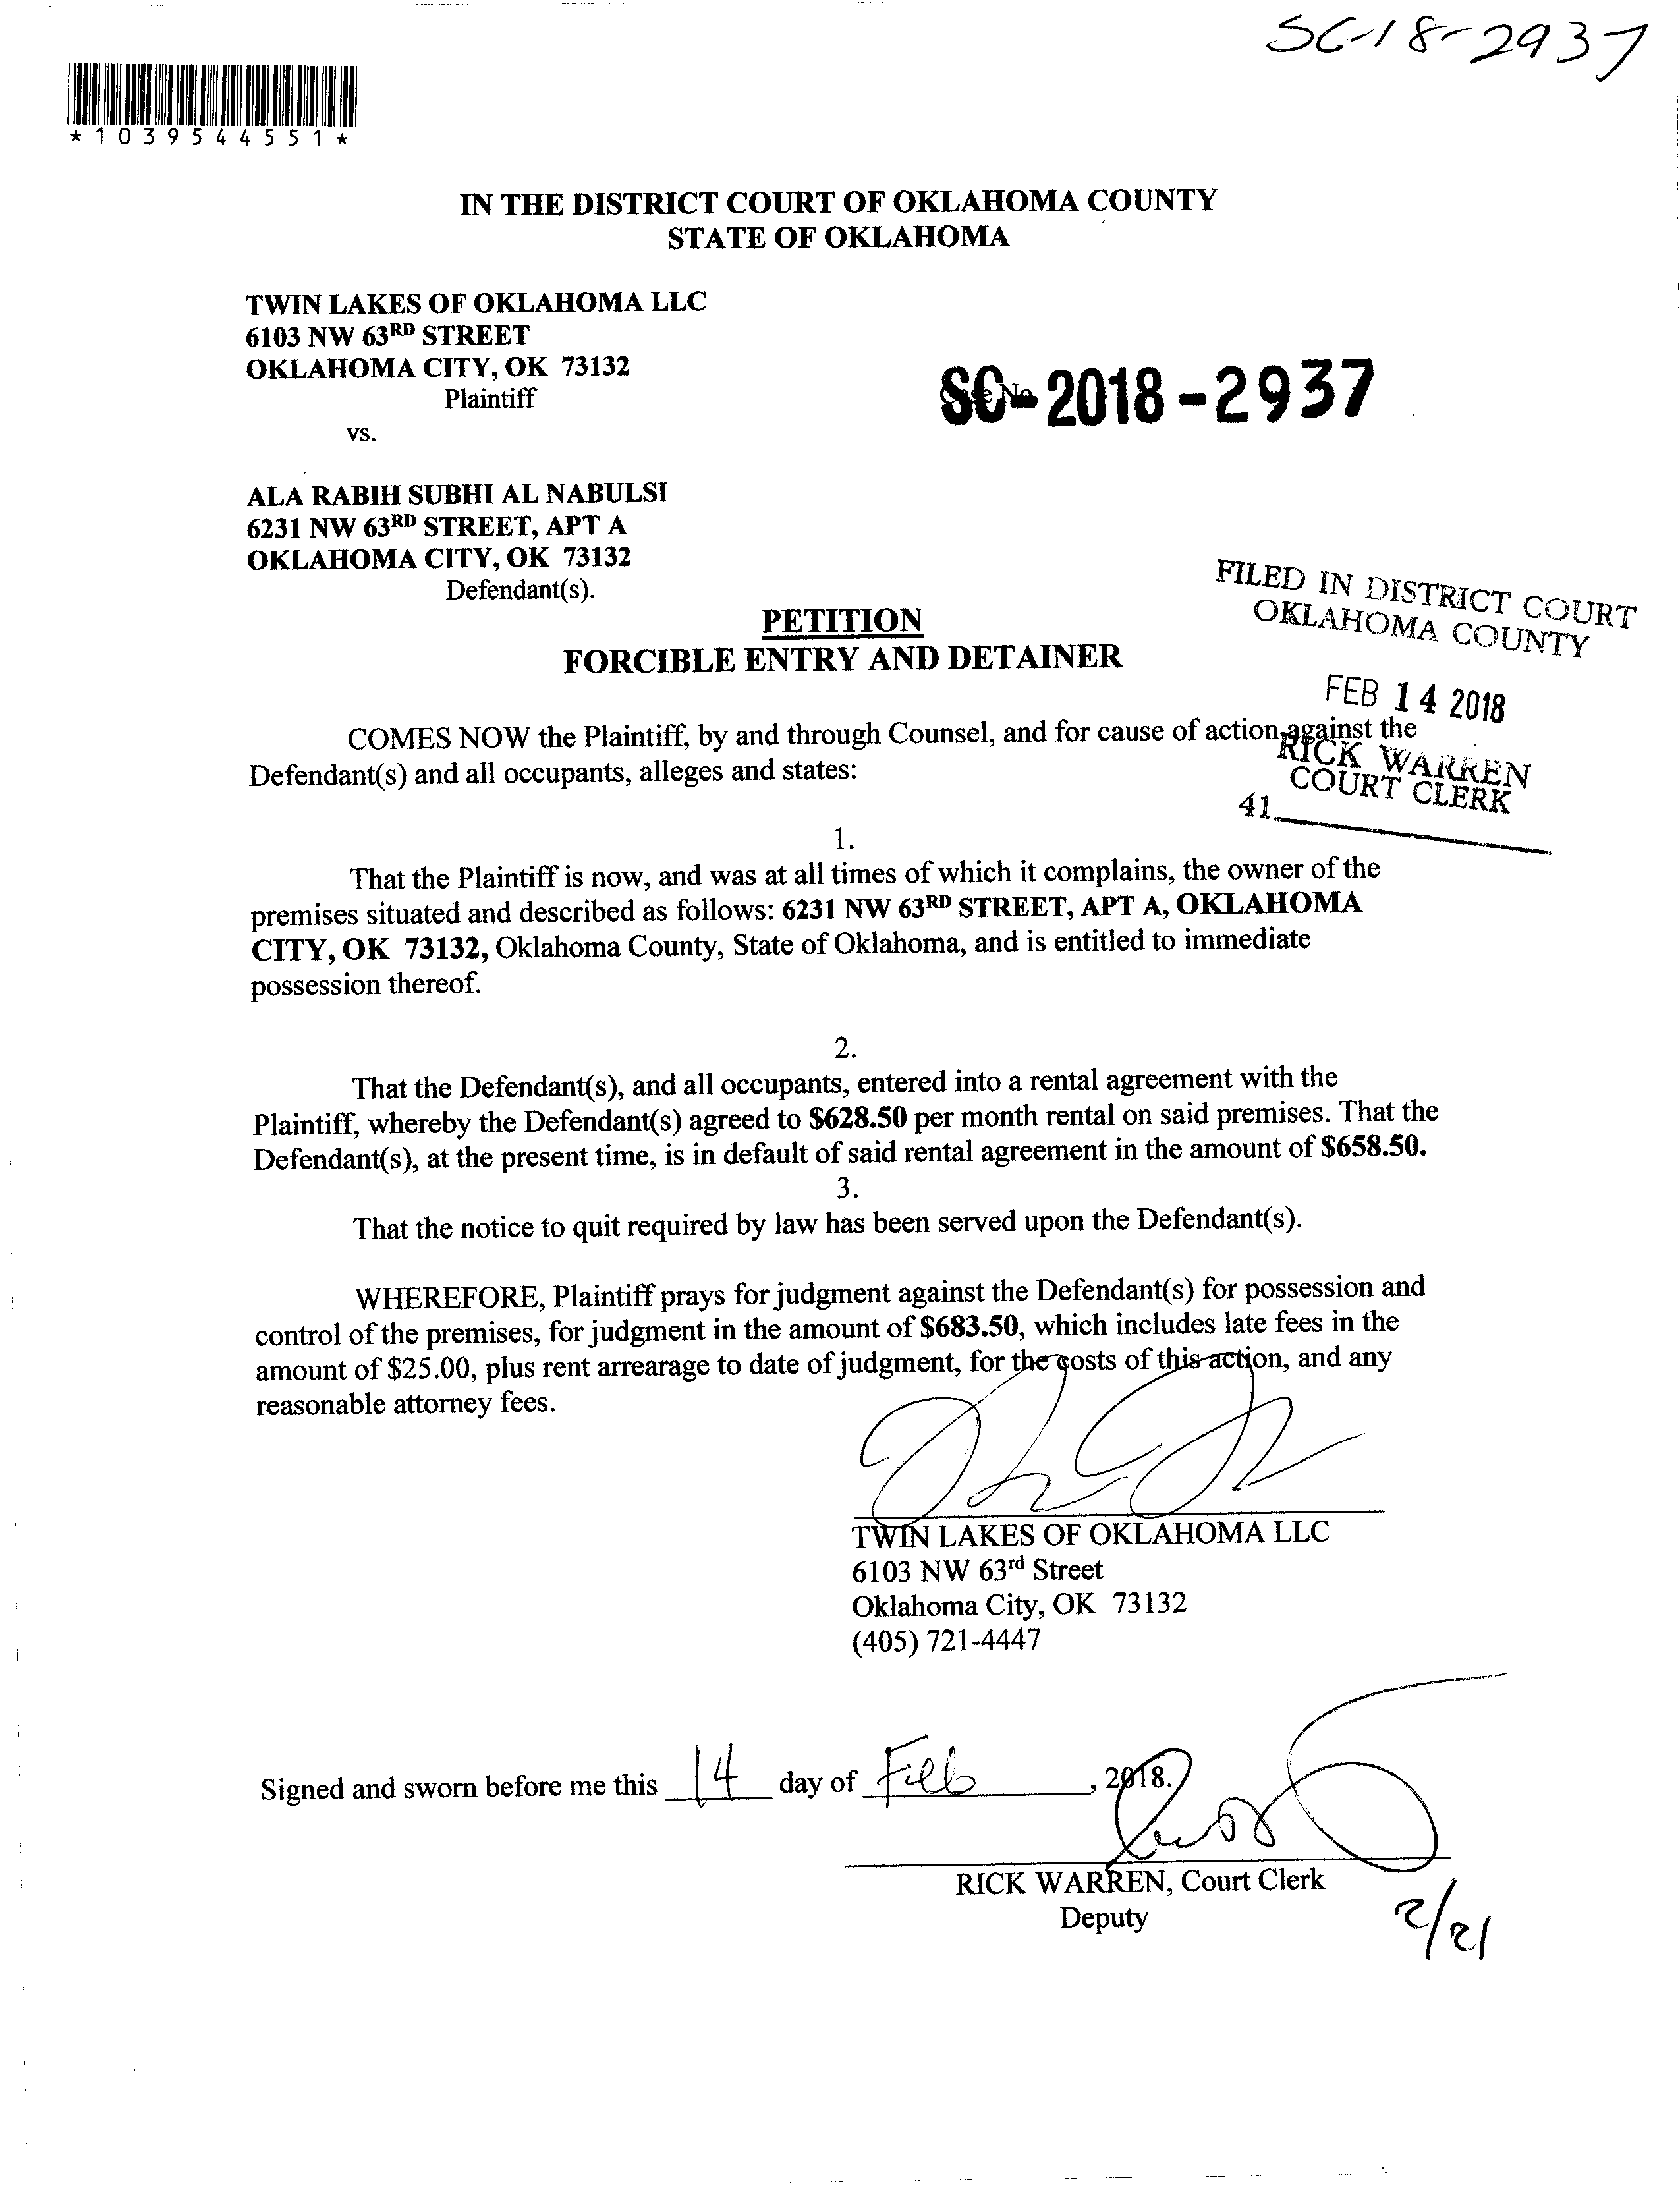 SC-18-2937
*1039544551*
IN THE DISTRICT COURT OF OKLAHOMA COUNTY
STATE OF OKLAHOMA
TWIN LAKES OF OKLAHOMA LLC
6103 NW 63RD STREET
OKLAHOMA CITY, OK 73132
Plaintiff
Case No.
SC-2018-2937
vs.
ALA RABIH SUBHI AL NABULSI
6231 NW 63RD STREET, APT A
OKLAHOMA CITY, OK 73132
Defendant(s).
FILED IN DISTRICT COURT
OKLAHOMA COUNTY
FEB 14 2018
RICK WARREN
COURT CLERK
41
PETITION
FORCIBLE ENTRY AND DETAINER
COMES NOW the Plaintiff, by and through Counsel, and for cause of action against the
Defendant(s) and all occupants, alleges and states:
1.
That the Plaintiff is now, and was at all times of which it complains, the owner of the
premises situated and described as follows: 6231 NW 63RD STREET, APT A, OKLAHOMA
CITY, OK 73132, Oklahoma County, State of Oklahoma, and is entitled to immediate
possession thereof.
2.
That the Defendant(s), and all occupants, entered into a rental agreement with the
Plaintiff, whereby the Defendant(s) agreed to $628.50 per month rental on said premises. That the
Defendant(s), at the present time, is in default of said rental agreement in the amount of $658.50.
3.
That the notice to quit required by law has been served upon the Defendant(s).
WHEREFORE, Plaintiff prays for judgment against the Defendant(s) for possession and
control of the premises, for judgment in the amount of $683.50, which includes late fees in the
amount of $25.00, plus rent arrearage to date of judgment, for the costs of this action, and any
reasonable attorney fees.
TWIN LAKES OF OKLAHOMA LLC
6103 NW 63rd Street
Oklahoma City, OK 73132
(405) 721-4447
Signed and sworn before me this 14 day of Feb, 2018.
RICK WARREN, Court Clerk
Deputy
2/21